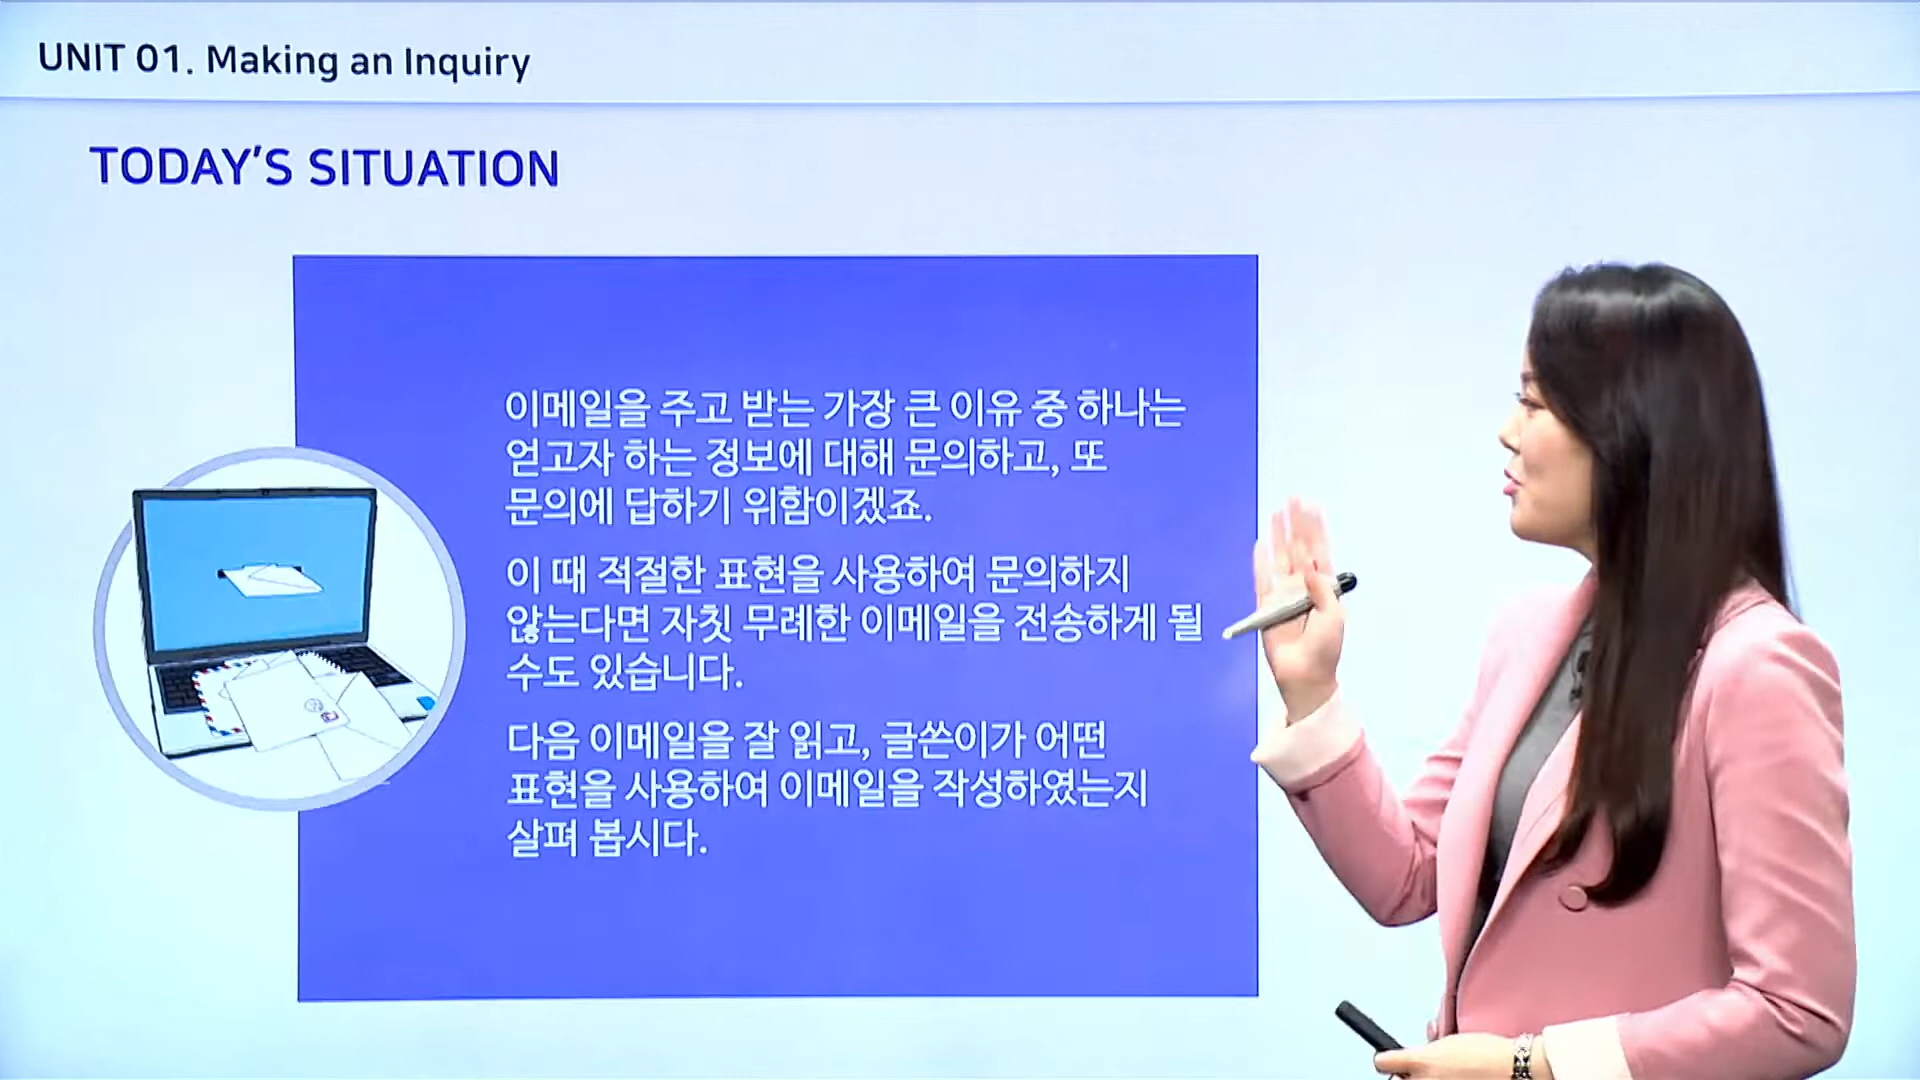 UNIT 01. Making an Inquiry
TODAY'S SITUATION
이메일을 주고 받는 가장 큰 이유 중 하나는
얻고자 하는 정보에 대해 문의하고, 또
문의에 답하기 위함이겠죠.
이 때 적절한 표현을 사용하여 문의하지
않는다면 자칫 무례한 이메일을 전송하게 될
수도 있습니다.
다음 이메일을 잘 읽고, 글쓴이가 어떤
표현을 사용하여 이메일을 작성하였는지
살펴 봅시다.